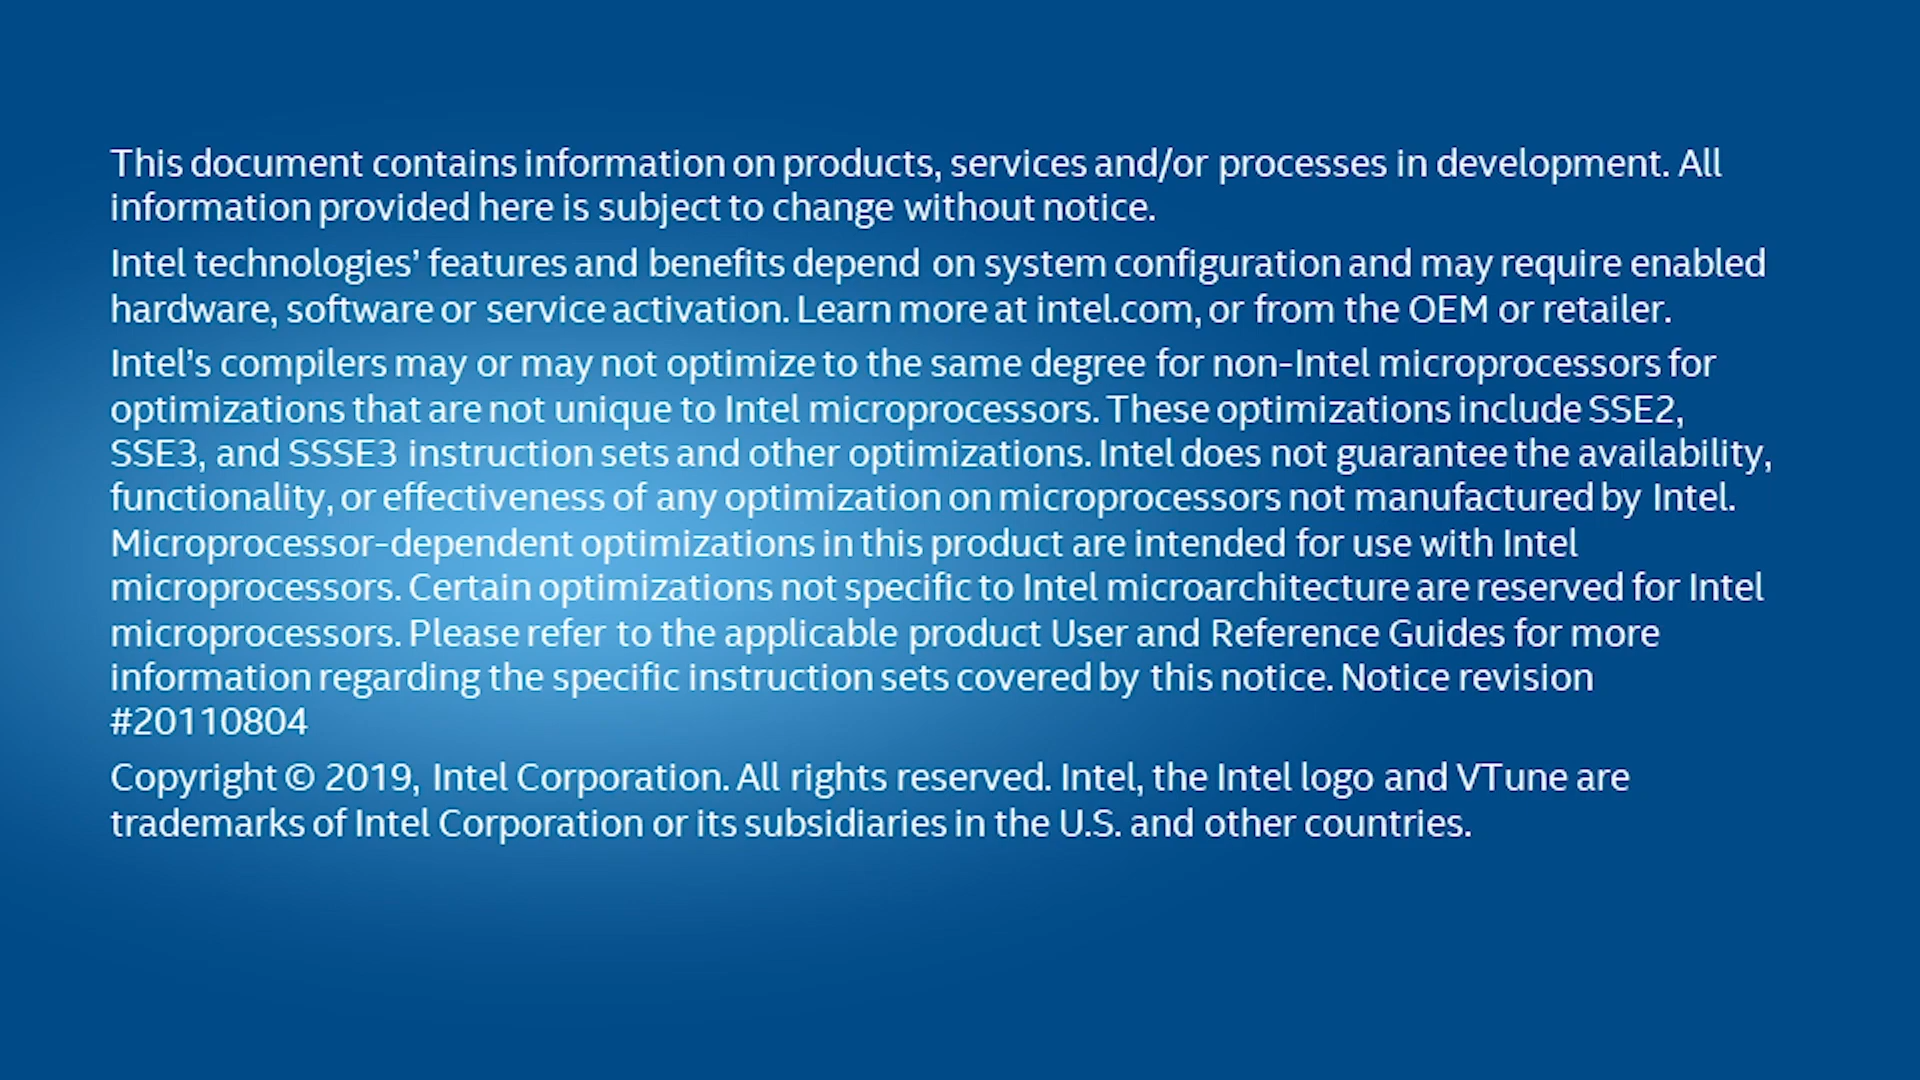 This document contains information on products, services and/or processes in development. All
information provided here is subject to change without notice.
Intel technologies’ features and benefits depend on system configuration and may require enabled
hardware, software or service activation. Learn more at intel.com, or from the OEM or retailer.
Intel’s compilers may or may not optimize to the same degree for non-Intel microprocessors for
optimizations that are not unique to Intel microprocessors. These optimizations include SSE2,
SSE3, and SSSE3 instruction sets and other optimizations. Intel does not guarantee the availability,
functionality, or effectiveness of any optimization on microprocessors not manufactured by Intel.
Microprocessor-dependent optimizations in this product are intended for use with Intel
microprocessors. Certain optimizations not specific to Intel microarchitecture are reserved for Intel
microprocessors. Please refer to the applicable product User and Reference Guides for more
information regarding the specific instruction sets covered by this notice. Notice revision
#20110804
Copyright © 2019, Intel Corporation. All rights reserved. Intel, the Intel logo and VTune are
trademarks of Intel Corporation or its subsidiaries in the U.S. and other countries.